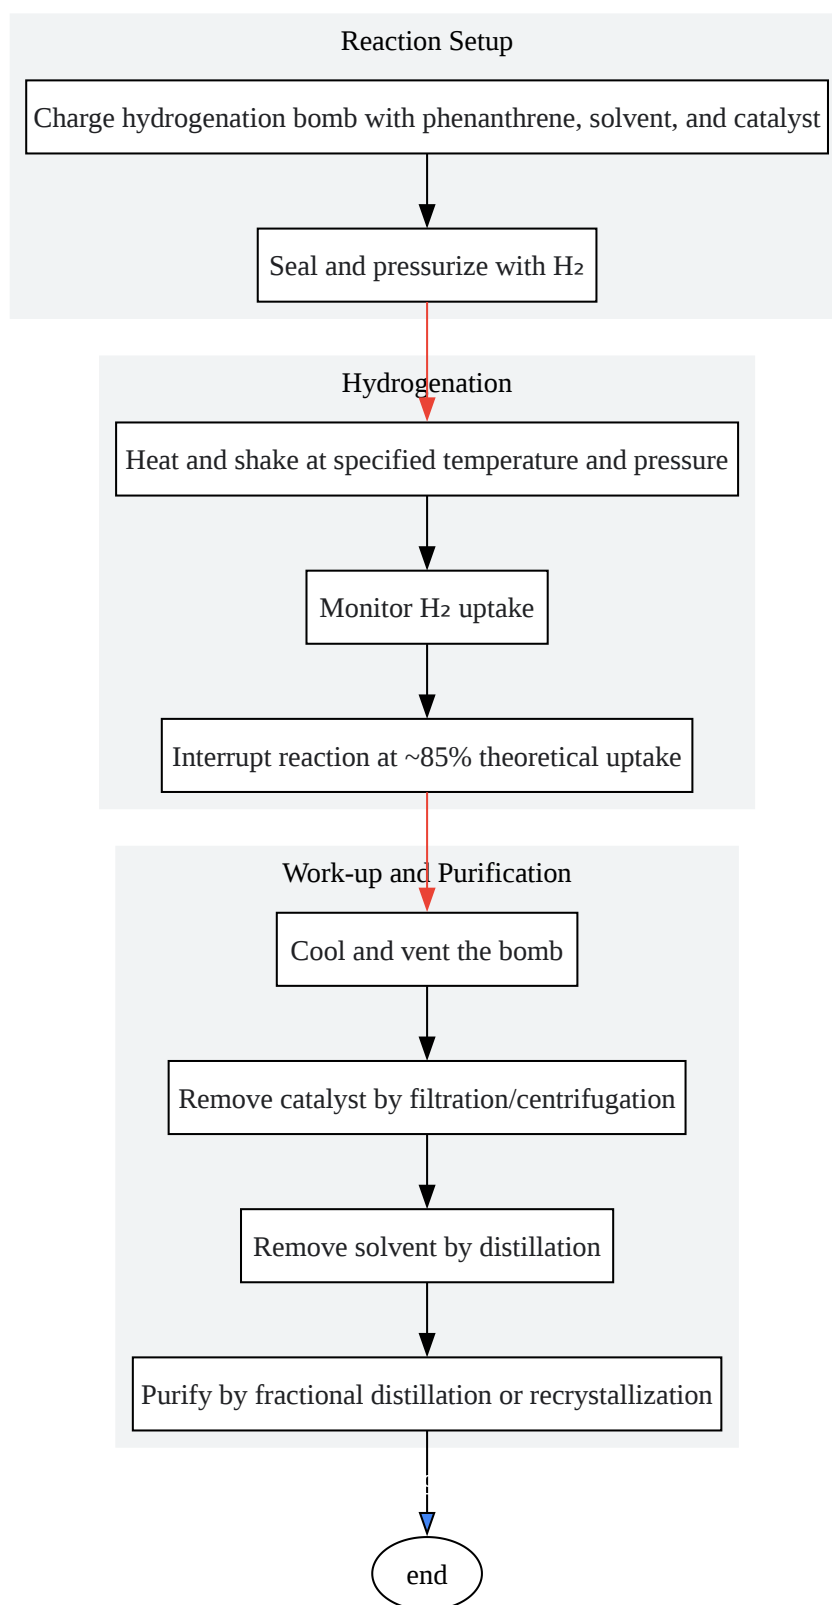 Reaction Setup
Charge hydrogenation bomb with phenanthrene, solvent, and catalyst
Seal and pressurize with H₂
Hydrogenation
Heat and shake at specified temperature and pressure
Monitor H₂ uptake
Interrupt reaction at ~85% theoretical uptake
Work-up and Purification
Cool and vent the bomb
Remove catalyst by filtration/centrifugation
Remove solvent by distillation
Purify by fractional distillation or recrystallization
end